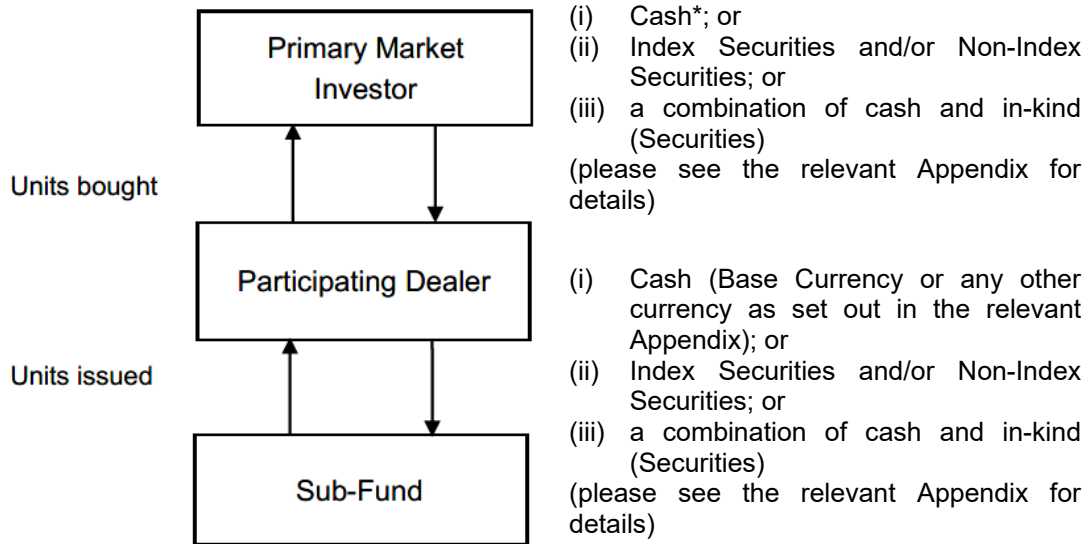 Primary Market
Investor
(i) Cash*; or
(ii) Index Securities and/or Non-Index
Securities; or
(iii) a combination of cash and in-kind
(Securities)
(please see the relevant Appendix for
details)
Units bought
Participating Dealer
(i) Cash (Base Currency or any other
currency as set out in the relevant
Appendix); or
(ii) Index Securities and/or Non-Index
Securities; or
(iii) a combination of cash and in-kind
(Securities)
(please see the relevant Appendix for
details)
Units issued
Sub-Fund